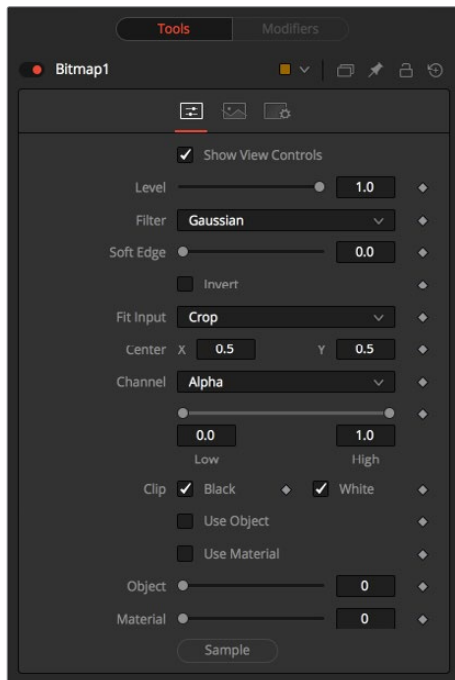 Tools Modifiers
Bitmap1
Show View Controls
Level 1.0
Filter Gaussian
Soft Edge 0.0
Invert
Fit Input Crop
Center X 0.5 Y 0.5
Channel Alpha
0.0 1.0
Low High
Clip Black White
Use Object
Use Material
Object 0
Material 0
Sample